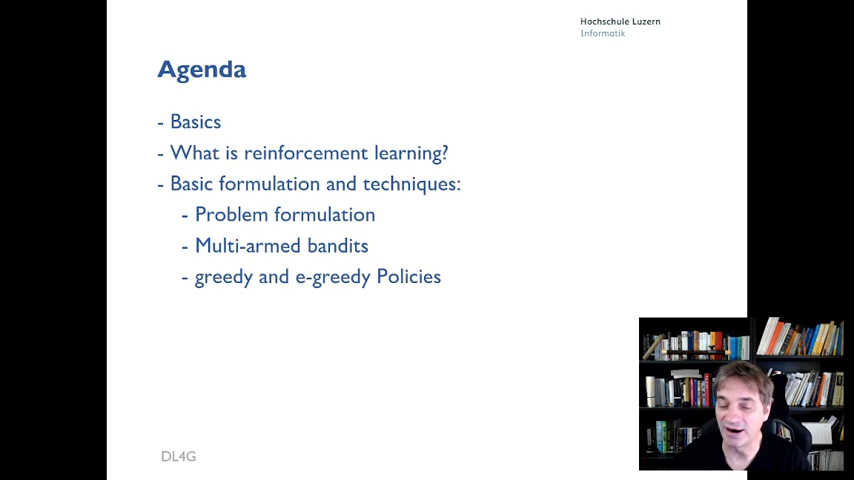 Hochschule Luzern
Informatik
Agenda
- Basics
- What is reinforcement learning?
- Basic formulation and techniques:
- Problem formulation
- Multi-armed bandits
- greedy and e-greedy Policies
DL4G